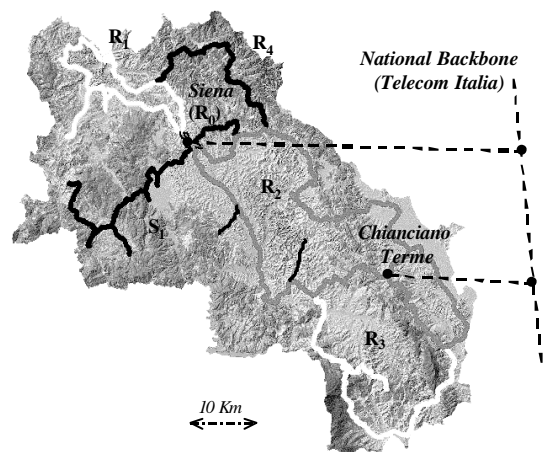 R1
R4
National Backbone
(Telecom Italia)
Siena
(R0)
R2
S1
Chianciano
Terme
R3
10 Km